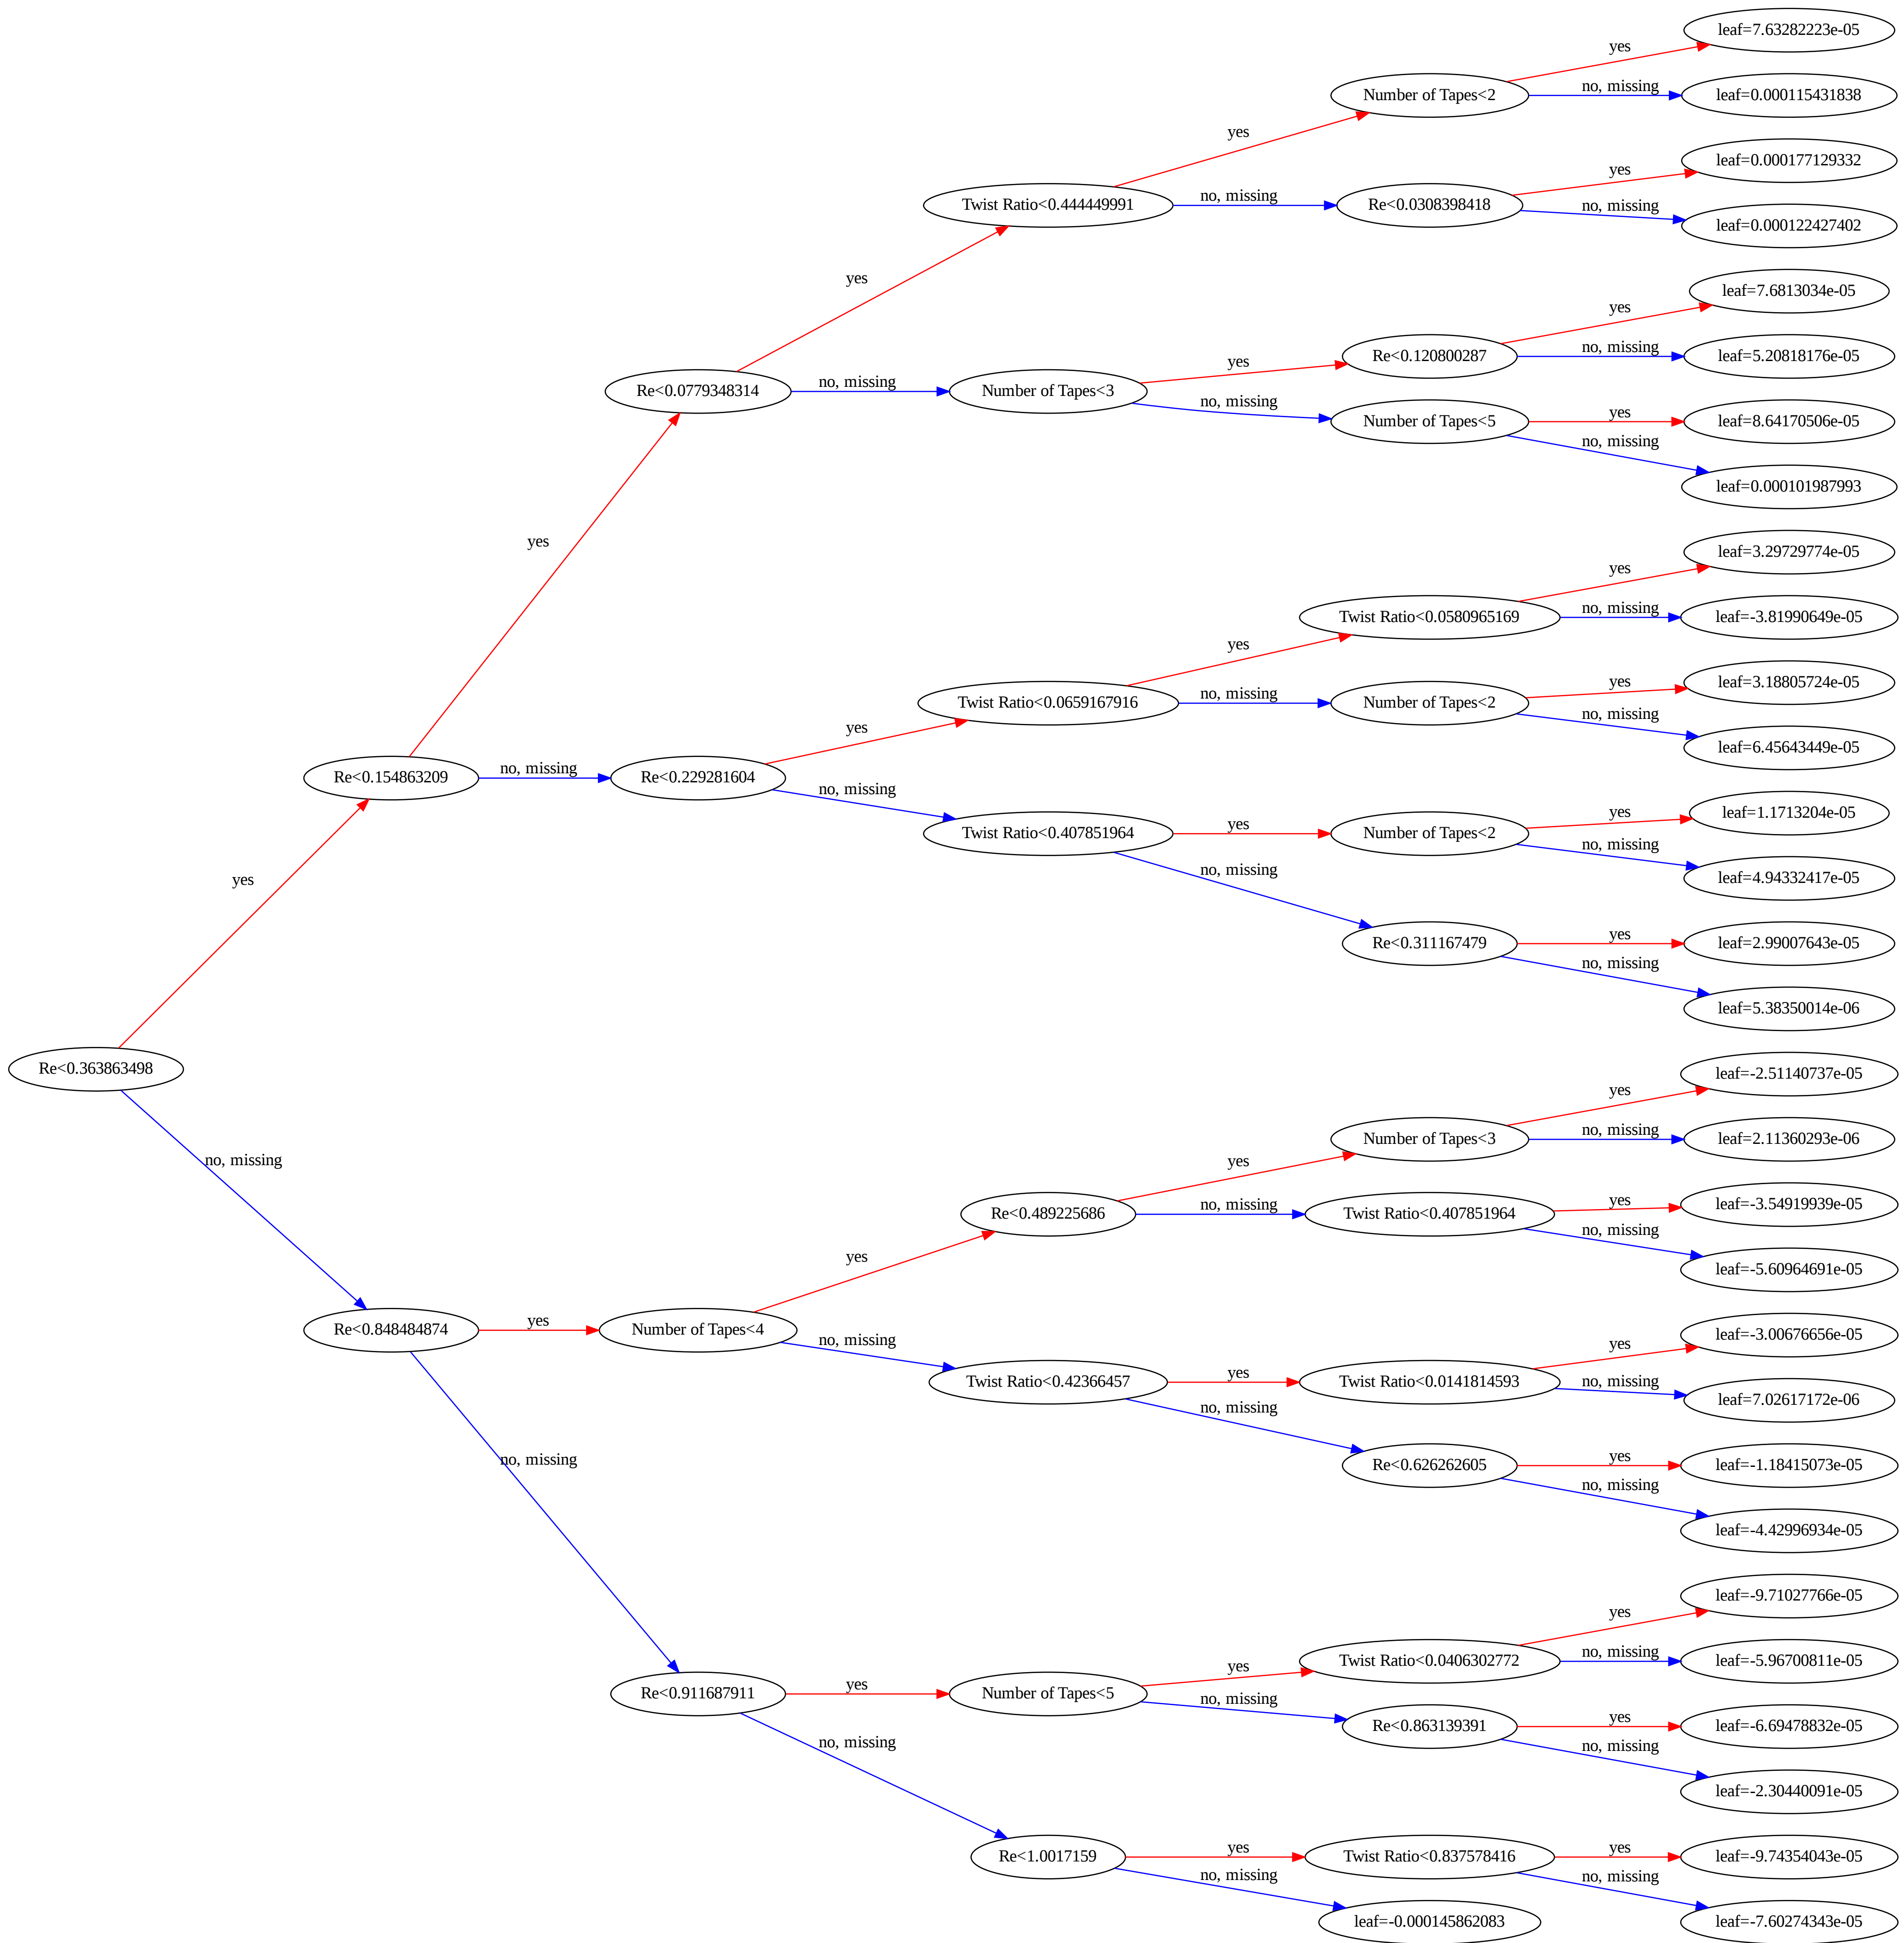 leaf=7.63282223e-05
yes
Number of Tapes<2
no, missing
leaf=0.000115431838
yes
leaf=0.000177129332
yes
Twist Ratio<0.444449991
no, missing
Re<0.0308398418
no, missing
leaf=0.000122427402
yes
leaf=7.6813034e-05
yes
Re<0.120800287
no, missing
leaf=5.20818176e-05
yes
Re<0.0779348314
no, missing
Number of Tapes<3
no, missing
Number of Tapes<5
yes
leaf=8.64170506e-05
no, missing
leaf=0.000101987993
yes
leaf=3.29729774e-05
yes
Twist Ratio<0.0580965169
no, missing
leaf=-3.81990649e-05
yes
Twist Ratio<0.0659167916
no, missing
Number of Tapes<2
yes
leaf=3.18805724e-05
no, missing
leaf=6.45643449e-05
yes
Re<0.154863209
no, missing
Re<0.229281604
no, missing
Twist Ratio<0.407851964
yes
Number of Tapes<2
yes
leaf=1.1713204e-05
no, missing
leaf=4.94332417e-05
no, missing
Re<0.311167479
yes
leaf=2.99007643e-05
no, missing
leaf=5.38350014e-06
yes
Re<0.363863498
no, missing
leaf=-2.51140737e-05
yes
Number of Tapes<3
no, missing
leaf=2.11360293e-06
yes
Re<0.489225686
no, missing
Twist Ratio<0.407851964
yes
leaf=-3.54919939e-05
no, missing
leaf=-5.60964691e-05
yes
Re<0.848484874
yes
Number of Tapes<4
no, missing
Twist Ratio<0.42366457
yes
Twist Ratio<0.0141814593
yes
leaf=-3.00676656e-05
no, missing
leaf=7.02617172e-06
no, missing
Re<0.626262605
yes
leaf=-1.18415073e-05
no, missing
leaf=-4.42996934e-05
no, missing
leaf=-9.71027766e-05
yes
Twist Ratio<0.0406302772
no, missing
leaf=-5.96700811e-05
yes
Re<0.911687911
yes
Number of Tapes<5
no, missing
Re<0.863139391
yes
leaf=-6.69478832e-05
no, missing
leaf=-2.30440091e-05
no, missing
Re<1.0017159
yes
Twist Ratio<0.837578416
yes
leaf=-9.74354043e-05
no, missing
leaf=-7.60274343e-05
no, missing
leaf=-0.000145862083